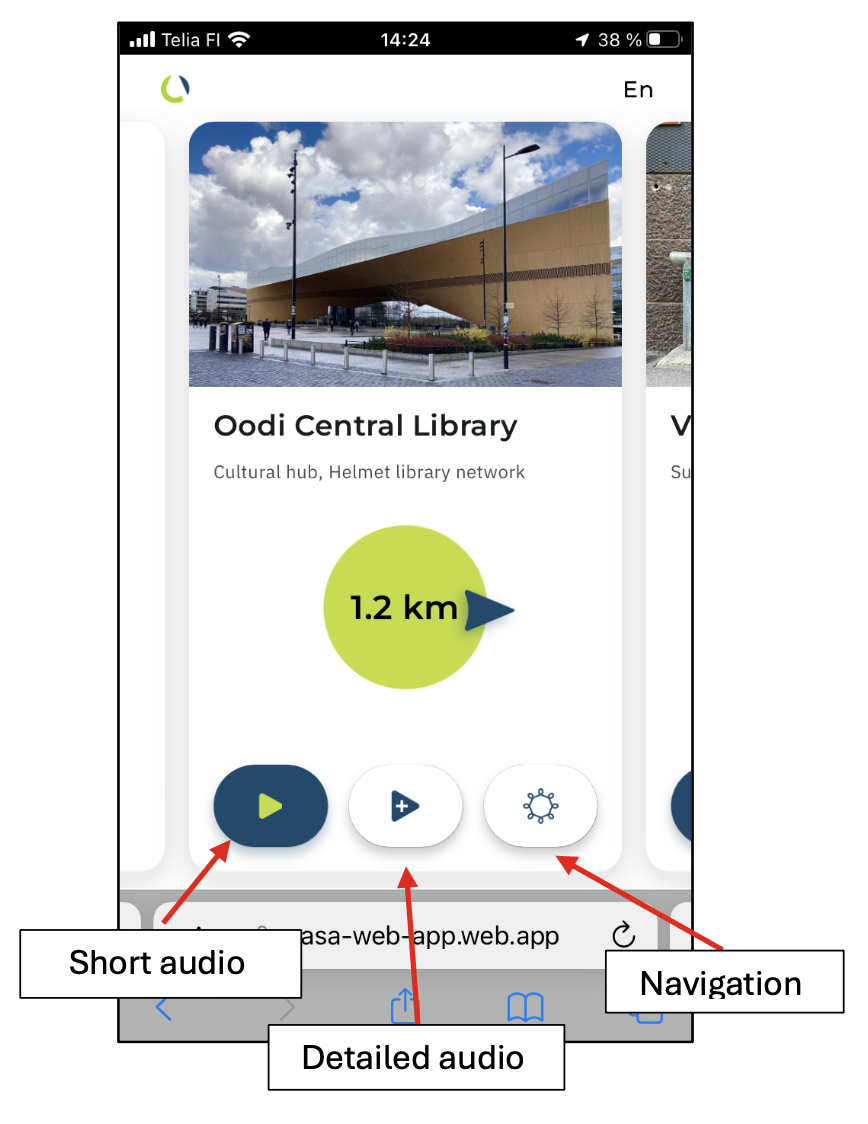 Telia FI 14:24 38 %
En
Oodi Central Library V
Cultural hub, Helmet library network Su
1.2 km
asa-web-app.web.app
Short audio
Navigation
Detailed audio